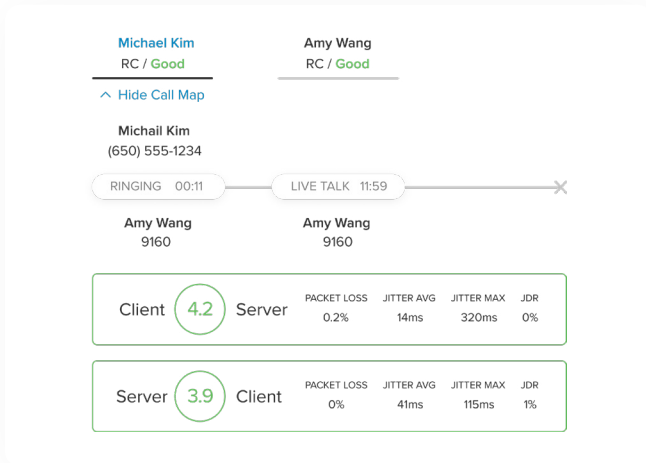 Michael Kim Amy Wang
RC / Good RC / Good
Hide Call Map
Michail Kim
(650) 555-1234
RINGING 00:11 LIVE TALK 11:59
Amy Wang Amy Wang
9160 9160
PACKET LOSS JITTER AVG JITTER MAX JDR
Client 4.2 Server 0.2% 14ms 320ms 0%
PACKET LOSS JITTER AVG JITTER MAX JDR
Server 3.9 Client 0% 41ms 115ms 1%